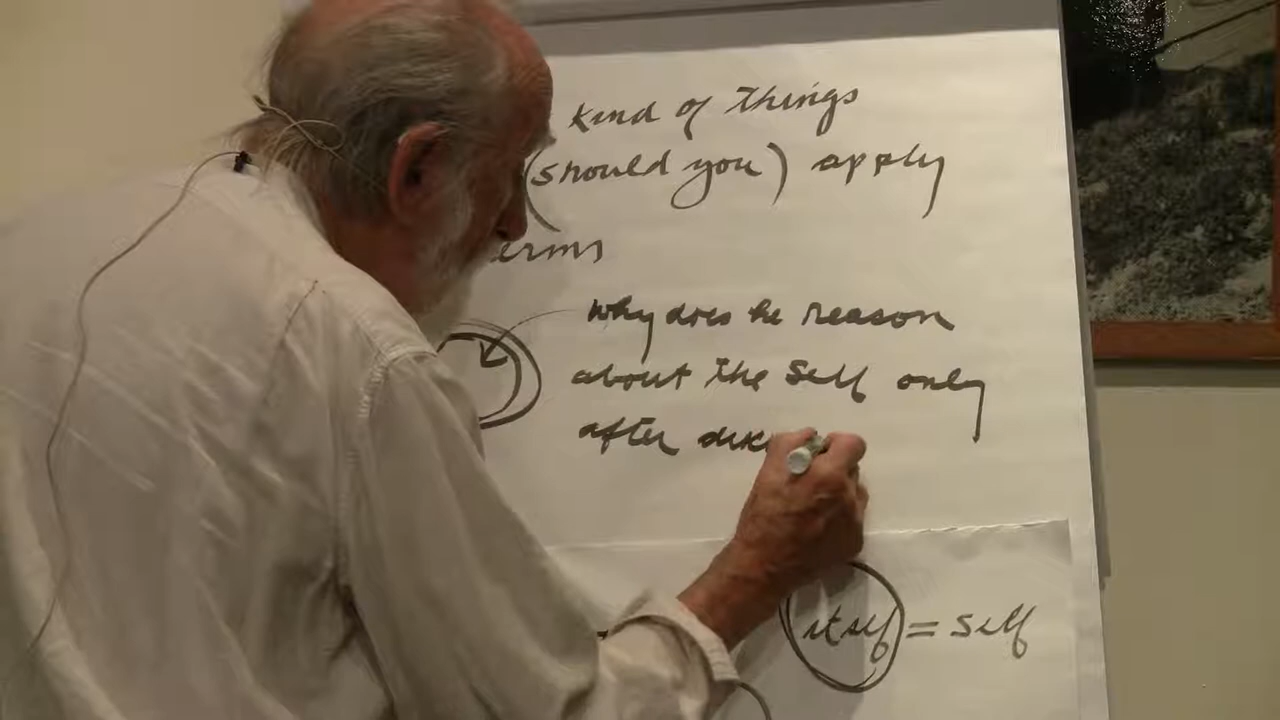 kind of things
(should you) apply
erms
Why does he reason
about the Self only
after
itself = Self